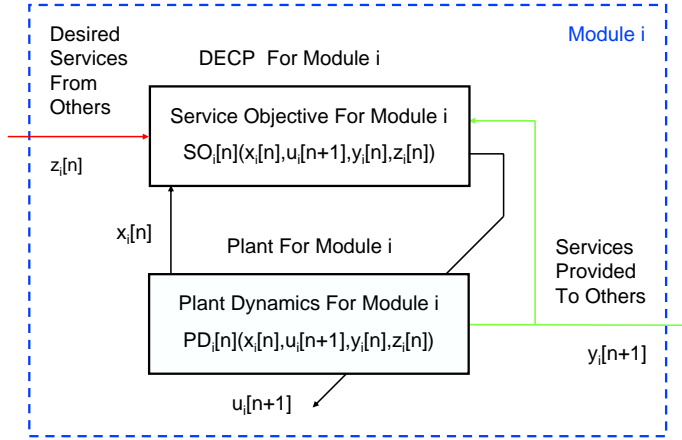 Desired
Services
From
Others
DECP For Module i
Module i
Service Objective For Module i
SOi[n](xi[n],ui[n+1],yi[n],zi[n])
zi[n]
xi[n]
Plant For Module i
Services
Provided
To Others
Plant Dynamics For Module i
PDi[n](xi[n],ui[n+1],yi[n],zi[n])
yi[n+1]
ui[n+1]